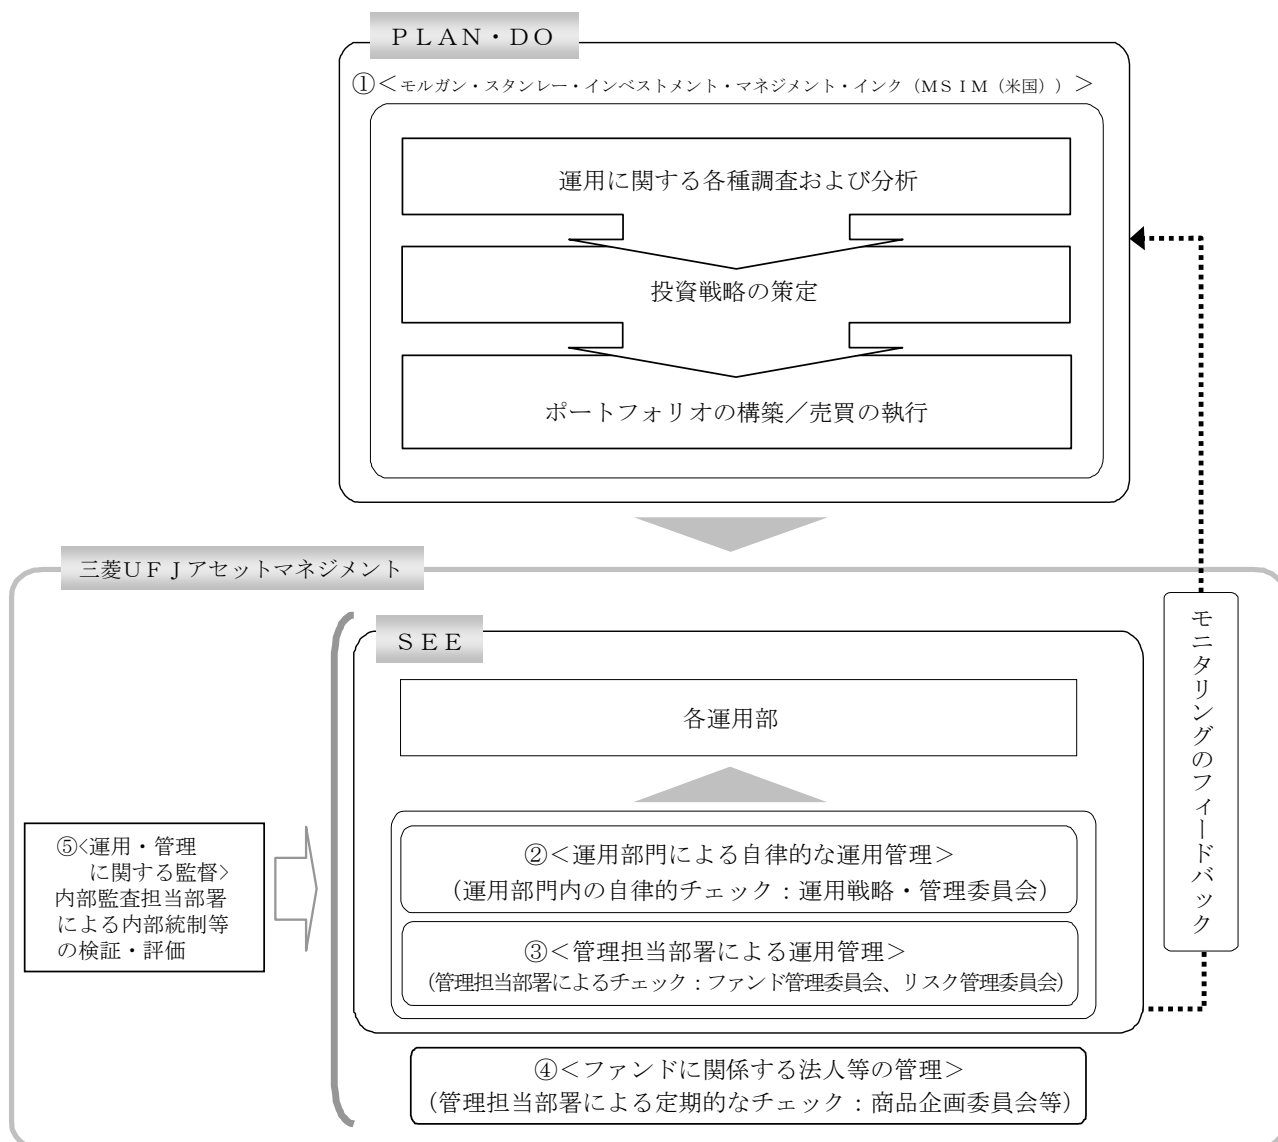 ＰＬＡＮ・ＤＯ
①＜モルガン・スタンレー・インベストメント・マネジメント・インク（ＭＳＩＭ（米国））＞
運用に関する各種調査および分析
投資戦略の策定
ポートフォリオの構築／売買の執行
三菱ＵＦＪアセットマネジメント
ＳＥＥ
各運用部
②＜運用部門による自律的な運用管理＞
（運用部門内の自律的チェック：運用戦略・管理委員会）
③＜管理担当部署による運用管理＞
（管理担当部署によるチェック：ファンド管理委員会、リスク管理委員会）
④＜ファンドに関係する法人等の管理＞
（管理担当部署による定期的なチェック：商品企画委員会等）
⑤<運用・管理
に関する監督>
内部監査担当部署
による内部統制等
の検証・評価
モニタリングのフィードバック